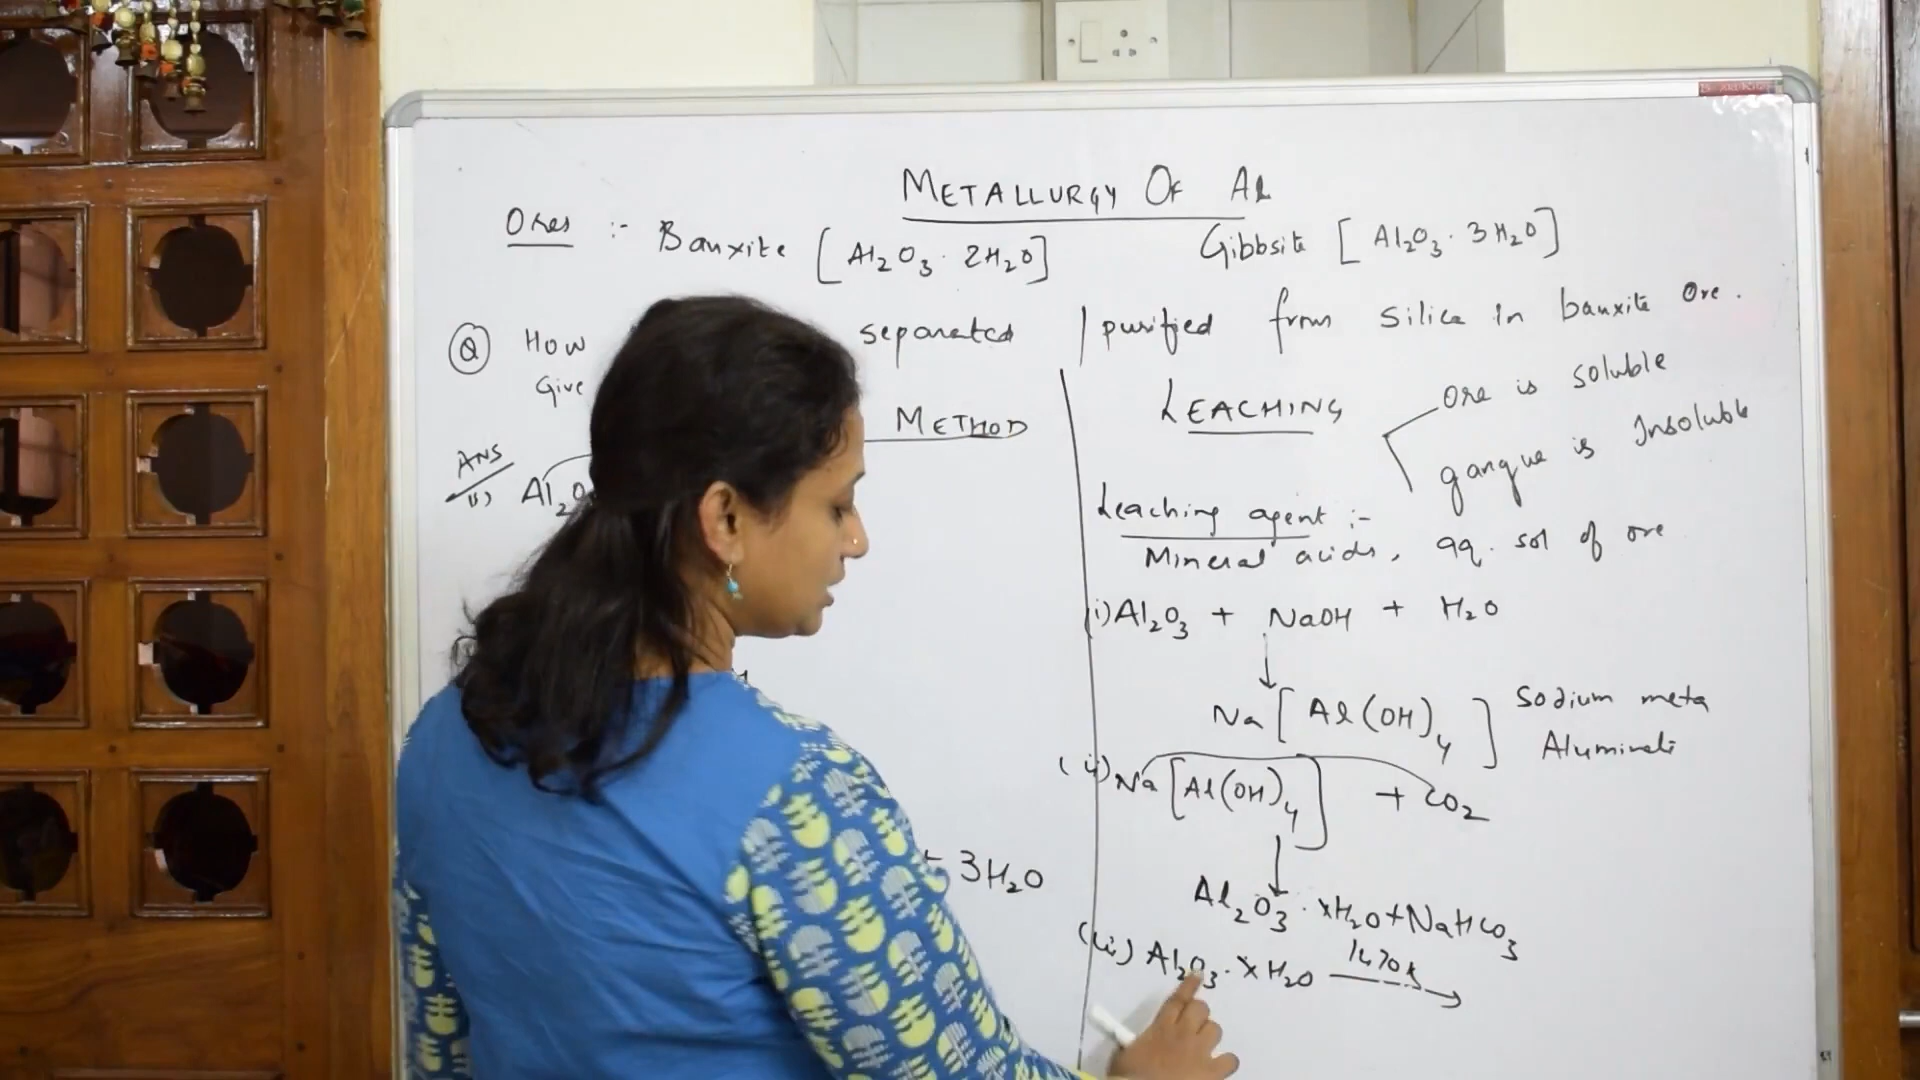 METALLURGY OF Al
Ores :- Bauxite [Al2O3. 2H2O] Gibbsite [Al2O3. 3H2O]
Q How separated / purified from Silica in bauxite Ore.
Give
METHOD
ANS
Al2O
3H2O
LEACHING
Ore is soluble
gangue is Insoluble
Leaching agent :-
Mineral acids, aq. sol of ore
(i) Al2O3 + NaOH + H2O
↓
Na [Al(OH)4] Sodium meta
Aluminate
(ii) Na[Al(OH)4] + CO2
↓
Al2O3. xH2O + NaHCO3
(iii) Al2O3. xH2O 1470K →